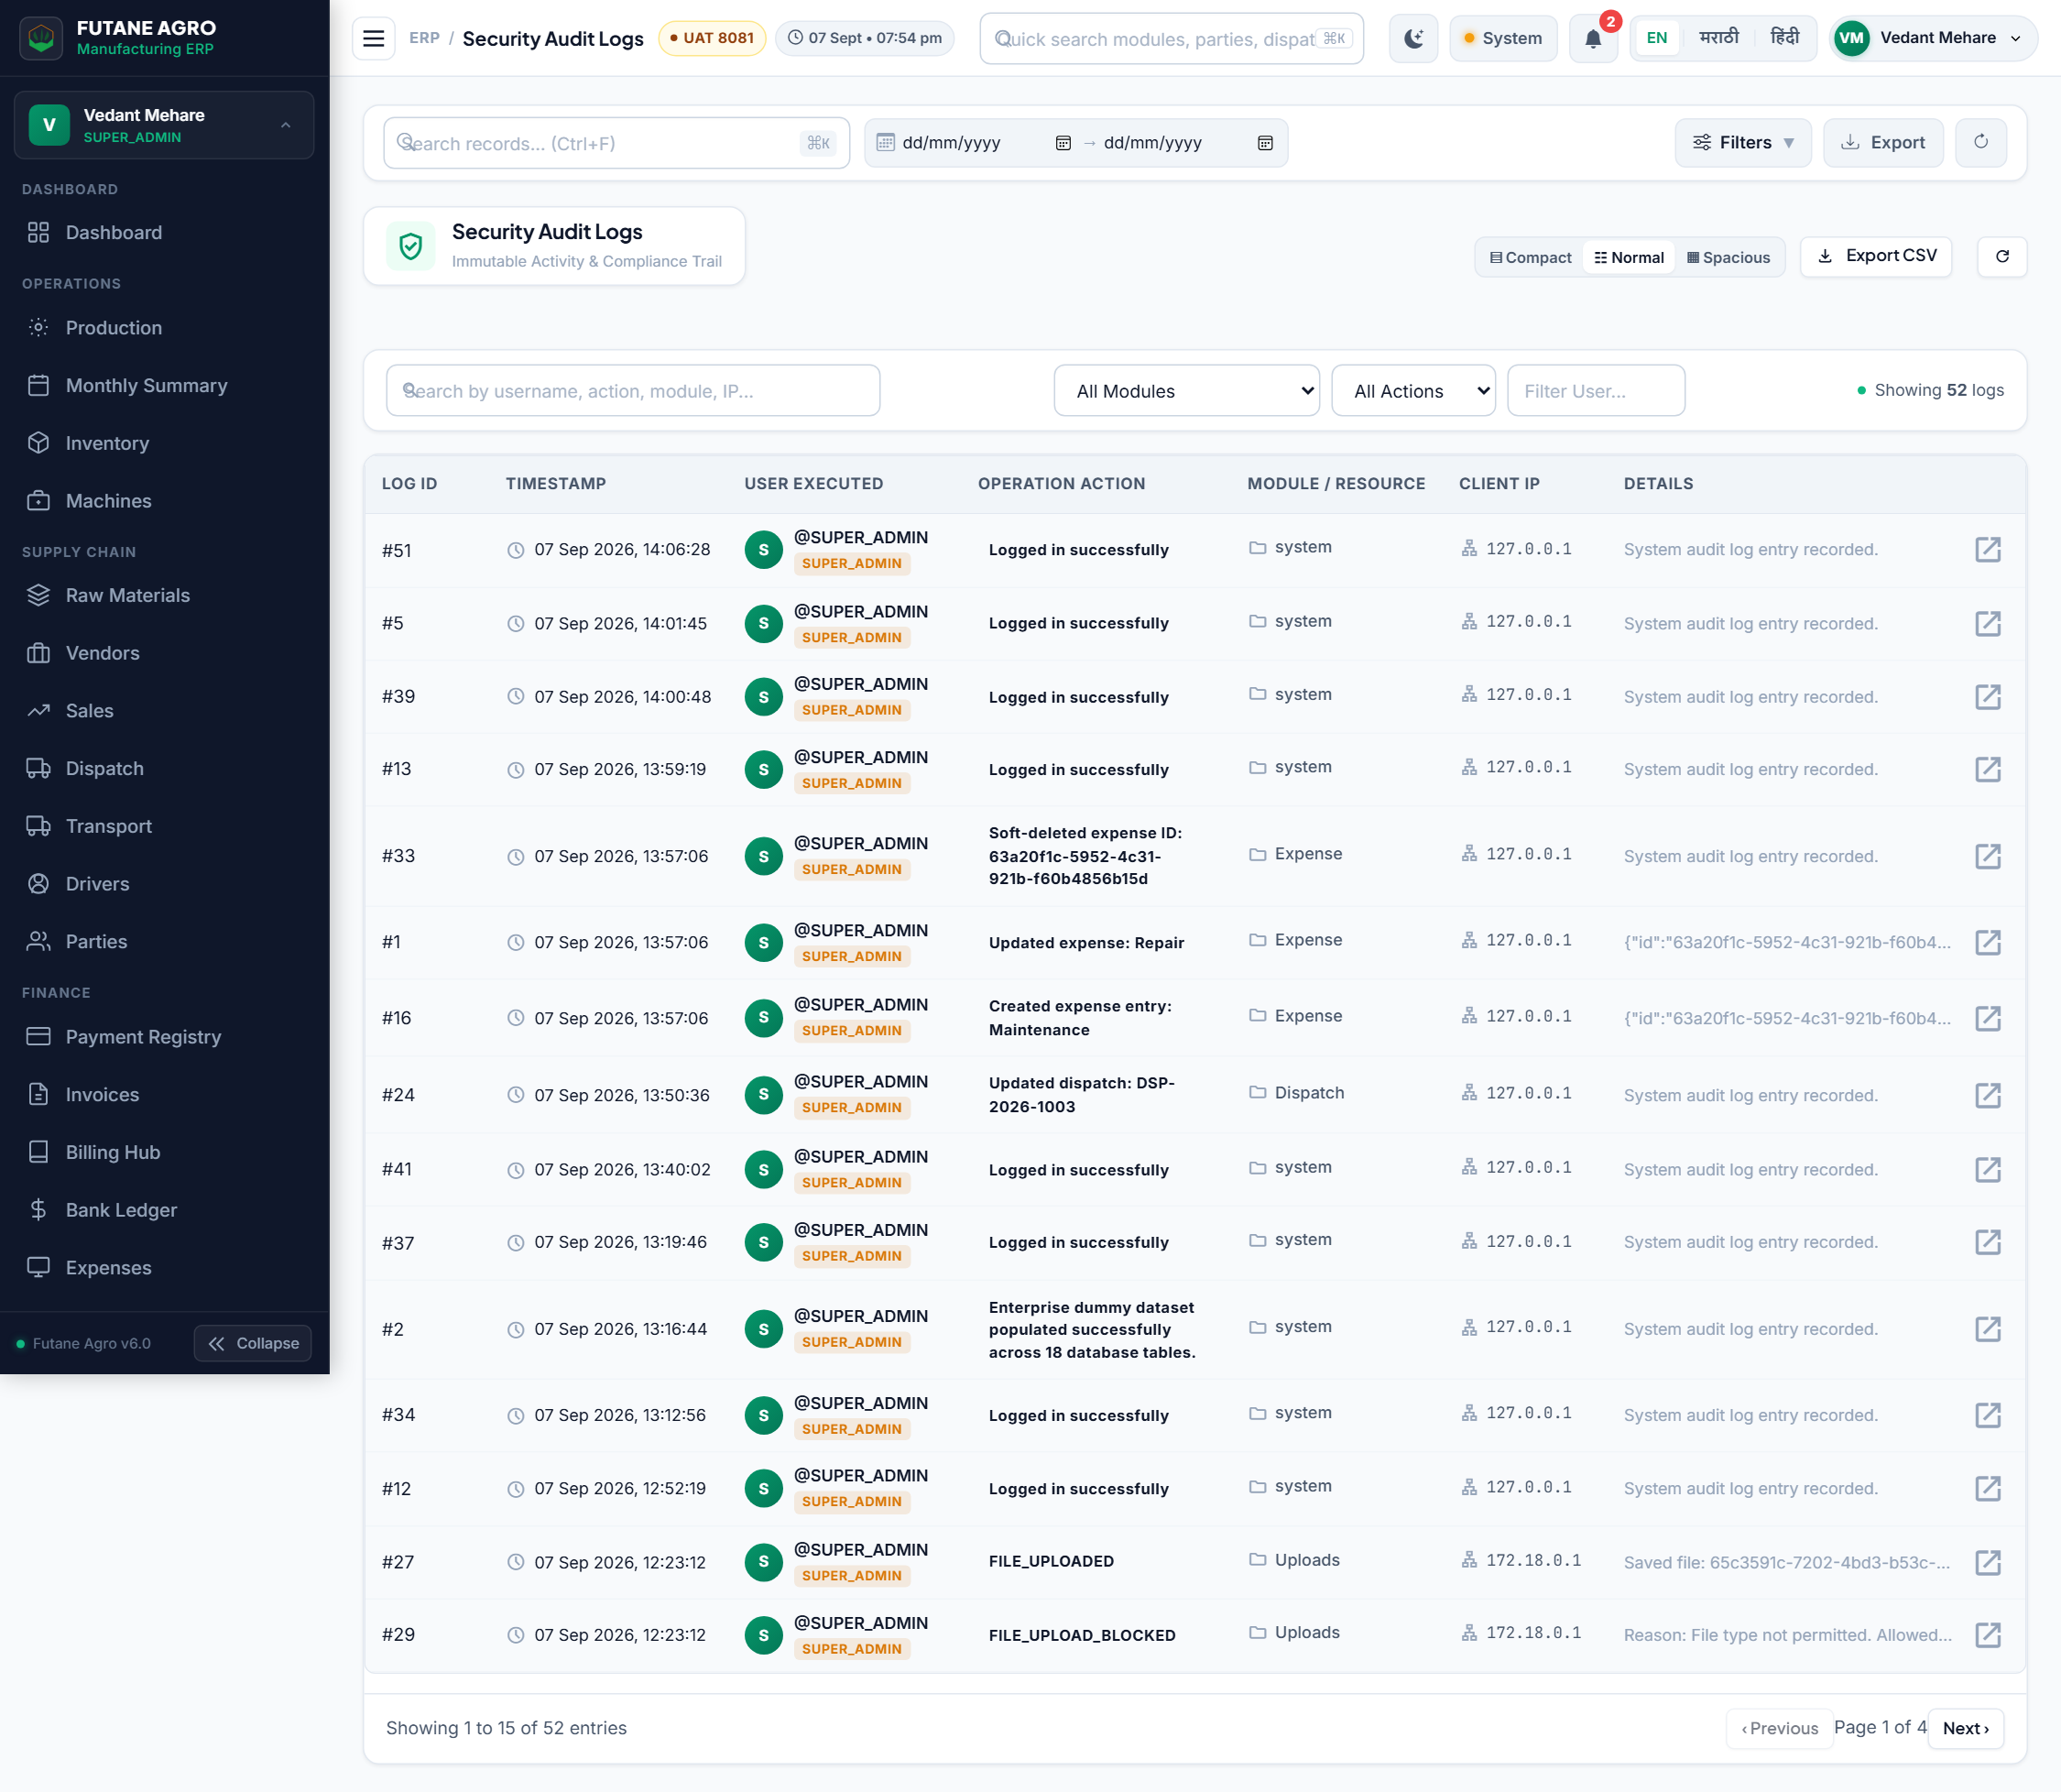 FUTANE AGRO
Manufacturing ERP
V
Vedant Mehare
SUPER_ADMIN
DASHBOARD
Dashboard
OPERATIONS
Production
Monthly Summary
Inventory
Machines
SUPPLY CHAIN
Raw Materials
Vendors
Sales
Dispatch
Transport
Drivers
Parties
FINANCE
Payment Registry
Invoices
Billing Hub
Bank Ledger
Expenses
Futane Agro v6.0
Collapse
ERP / Security Audit Logs
UAT 8081
07 Sept • 07:54 pm
Quick search modules, parties, dispat
⌘K
System
2
EN
मराठी
हिंदी
VM
Vedant Mehare
Search records... (Ctrl+F)
⌘K
dd/mm/yyyy → dd/mm/yyyy
Filters ▼
Export
Security Audit Logs
Immutable Activity & Compliance Trail
Compact
Normal
Spacious
Export CSV
Search by username, action, module, IP...
All Modules
All Actions
Filter User...
Showing 52 logs
LOG ID TIMESTAMP USER EXECUTED OPERATION ACTION MODULE / RESOURCE CLIENT IP DETAILS
#51 07 Sep 2026, 14:06:28 S @SUPER_ADMIN SUPER_ADMIN Logged in successfully system 127.0.0.1 System audit log entry recorded.
#5 07 Sep 2026, 14:01:45 S @SUPER_ADMIN SUPER_ADMIN Logged in successfully system 127.0.0.1 System audit log entry recorded.
#39 07 Sep 2026, 14:00:48 S @SUPER_ADMIN SUPER_ADMIN Logged in successfully system 127.0.0.1 System audit log entry recorded.
#13 07 Sep 2026, 13:59:19 S @SUPER_ADMIN SUPER_ADMIN Logged in successfully system 127.0.0.1 System audit log entry recorded.
#33 07 Sep 2026, 13:57:06 S @SUPER_ADMIN SUPER_ADMIN Soft-deleted expense ID: 63a20f1c-5952-4c31-921b-f60b4856b15d Expense 127.0.0.1 System audit log entry recorded.
#1 07 Sep 2026, 13:57:06 S @SUPER_ADMIN SUPER_ADMIN Updated expense: Repair Expense 127.0.0.1 {"id":"63a20f1c-5952-4c31-921b-f60b4...
#16 07 Sep 2026, 13:57:06 S @SUPER_ADMIN SUPER_ADMIN Created expense entry: Maintenance Expense 127.0.0.1 {"id":"63a20f1c-5952-4c31-921b-f60b4...
#24 07 Sep 2026, 13:50:36 S @SUPER_ADMIN SUPER_ADMIN Updated dispatch: DSP-2026-1003 Dispatch 127.0.0.1 System audit log entry recorded.
#41 07 Sep 2026, 13:40:02 S @SUPER_ADMIN SUPER_ADMIN Logged in successfully system 127.0.0.1 System audit log entry recorded.
#37 07 Sep 2026, 13:19:46 S @SUPER_ADMIN SUPER_ADMIN Logged in successfully system 127.0.0.1 System audit log entry recorded.
#2 07 Sep 2026, 13:16:44 S @SUPER_ADMIN SUPER_ADMIN Enterprise dummy dataset populated successfully across 18 database tables. system 127.0.0.1 System audit log entry recorded.
#34 07 Sep 2026, 13:12:56 S @SUPER_ADMIN SUPER_ADMIN Logged in successfully system 127.0.0.1 System audit log entry recorded.
#12 07 Sep 2026, 12:52:19 S @SUPER_ADMIN SUPER_ADMIN Logged in successfully system 127.0.0.1 System audit log entry recorded.
#27 07 Sep 2026, 12:23:12 S @SUPER_ADMIN SUPER_ADMIN FILE_UPLOADED Uploads 172.18.0.1 Saved file: 65c3591c-7202-4bd3-b53c-...
#29 07 Sep 2026, 12:23:12 S @SUPER_ADMIN SUPER_ADMIN FILE_UPLOAD_BLOCKED Uploads 172.18.0.1 Reason: File type not permitted. Allowed...
Showing 1 to 15 of 52 entries
‹ Previous Page 1 of 4 Next ›